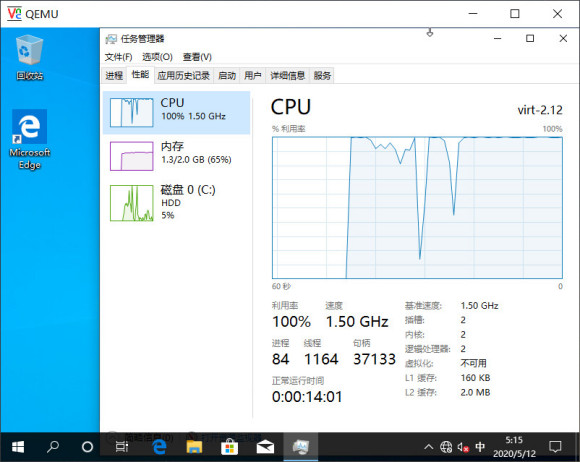 QEMU
回收站
Microsoft
Edge
任务管理器
文件(F) 选项(O) 查看(V)
进程 性能 应用历史记录 启动 用户 详细信息 服务
CPU
100% 1.50 GHz
内存
1.3/2.0 GB (65%)
磁盘 0 (C:)
HDD
5%
CPU virt-2.12
% 利用率 100%
60 秒 0
利用率 速度
100% 1.50 GHz
进程 线程 句柄
84 1164 37133
正常运行时间
0:00:14:01
基准速度: 1.50 GHz
插槽: 2
内核: 2
逻辑处理器: 2
虚拟化: 不可用
L1 缓存: 160 KB
L2 缓存: 2.0 MB
中
5:15
2020/5/12